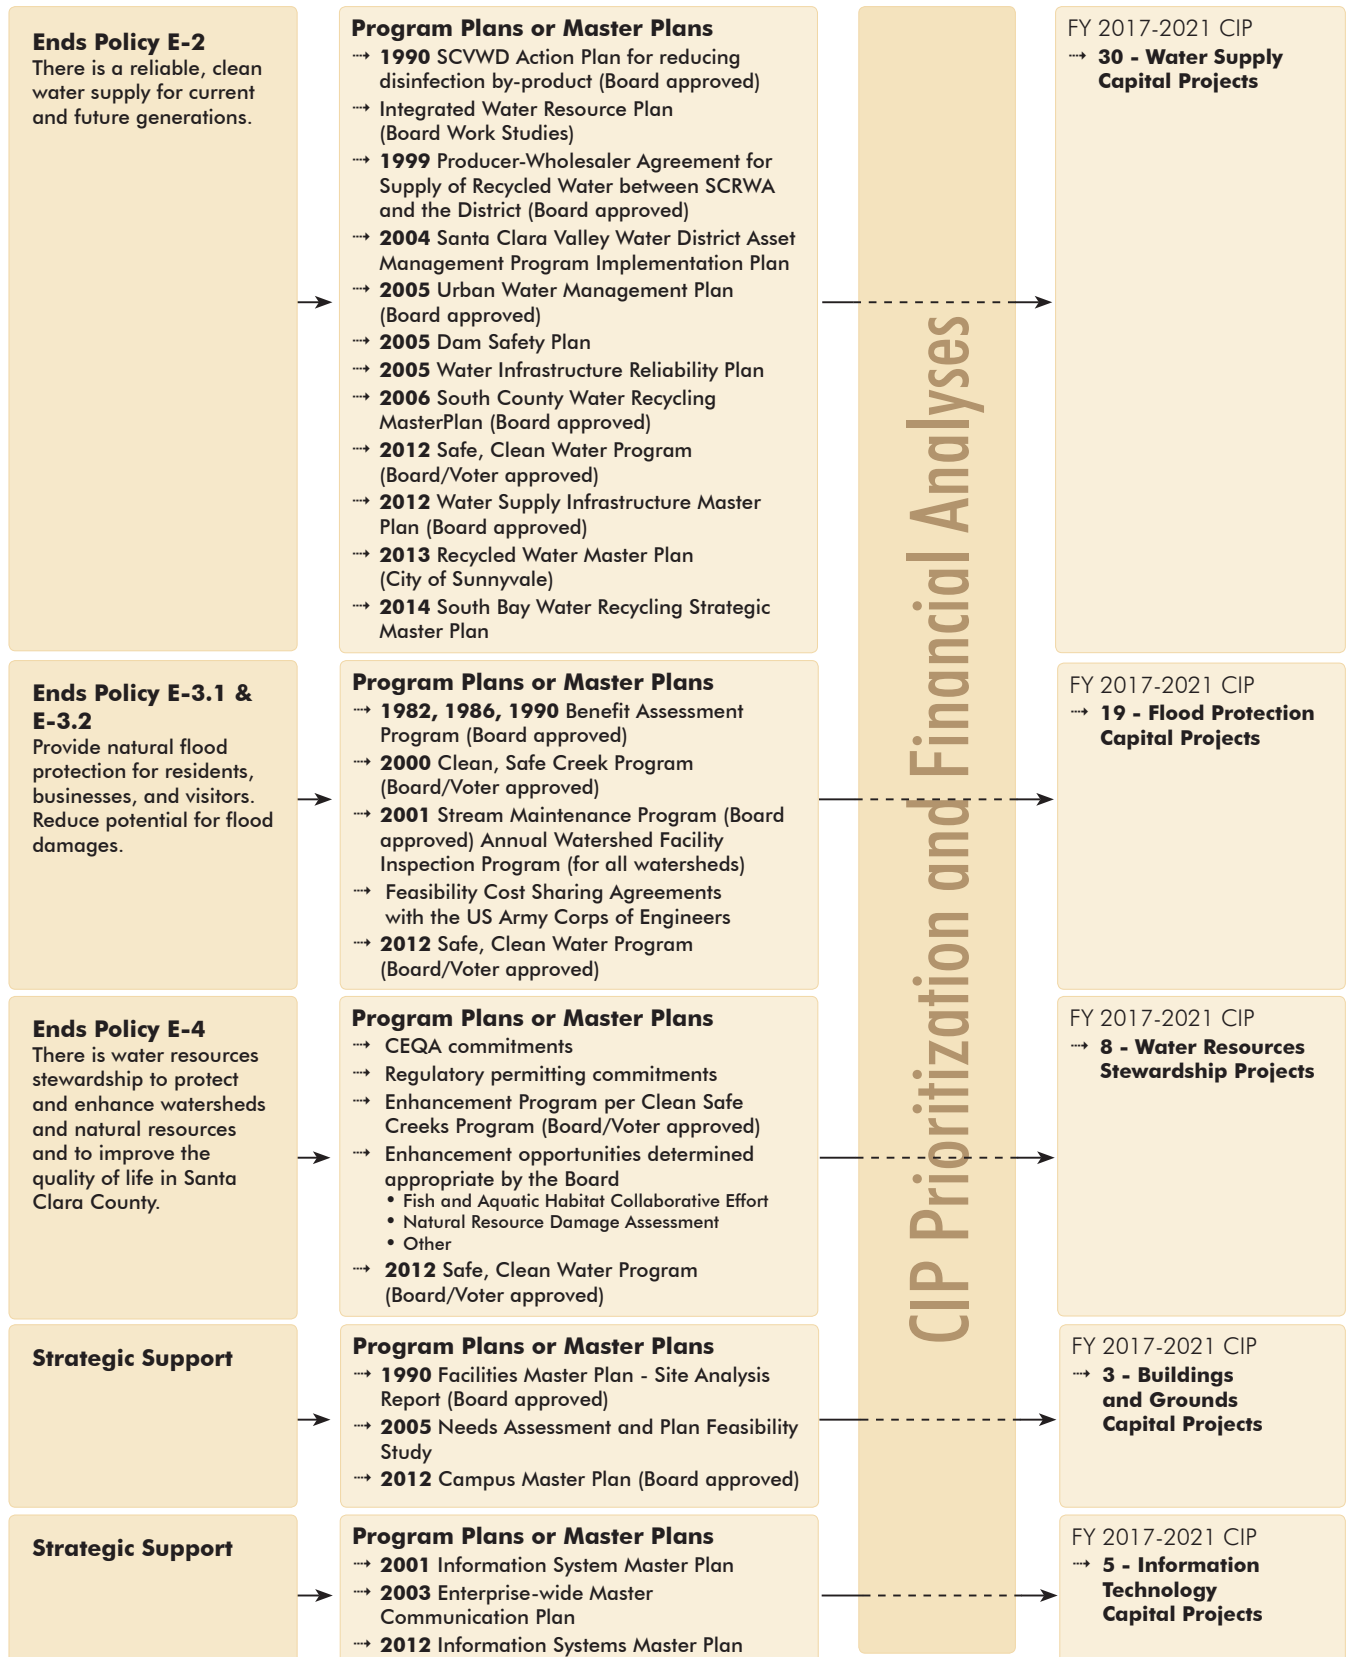 Ends Policy E-2
There is a reliable, clean
water supply for current
and future generations.
Program Plans or Master Plans
⇢ 1990 SCVWD Action Plan for reducing
disinfection by-product (Board approved)
⇢ Integrated Water Resource Plan
(Board Work Studies)
⇢ 1999 Producer-Wholesaler Agreement for
Supply of Recycled Water between SCRWA
and the District (Board approved)
⇢ 2004 Santa Clara Valley Water District Asset
Management Program Implementation Plan
⇢ 2005 Urban Water Management Plan
(Board approved)
⇢ 2005 Dam Safety Plan
⇢ 2005 Water Infrastructure Reliability Plan
⇢ 2006 South County Water Recycling
MasterPlan (Board approved)
⇢ 2012 Safe, Clean Water Program
(Board/Voter approved)
⇢ 2012 Water Supply Infrastructure Master
Plan (Board approved)
⇢ 2013 Recycled Water Master Plan
(City of Sunnyvale)
⇢ 2014 South Bay Water Recycling Strategic
Master Plan
CIP Prioritization and Financial Analyses
FY 2017-2021 CIP
⇢ 30 - Water Supply
Capital Projects
Ends Policy E-3.1 &
E-3.2
Provide natural flood
protection for residents,
businesses, and visitors.
Reduce potential for flood
damages.
Program Plans or Master Plans
⇢ 1982, 1986, 1990 Benefit Assessment
Program (Board approved)
⇢ 2000 Clean, Safe Creek Program
(Board/Voter approved)
⇢ 2001 Stream Maintenance Program (Board
approved) Annual Watershed Facility
Inspection Program (for all watersheds)
⇢ Feasibility Cost Sharing Agreements
with the US Army Corps of Engineers
⇢ 2012 Safe, Clean Water Program
(Board/Voter approved)
FY 2017-2021 CIP
⇢ 19 - Flood Protection
Capital Projects
Ends Policy E-4
There is water resources
stewardship to protect
and enhance watersheds
and natural resources
and to improve the
quality of life in Santa
Clara County.
Program Plans or Master Plans
⇢ CEQA commitments
⇢ Regulatory permitting commitments
⇢ Enhancement Program per Clean Safe
Creeks Program (Board/Voter approved)
⇢ Enhancement opportunities determined
appropriate by the Board
• Fish and Aquatic Habitat Collaborative Effort
• Natural Resource Damage Assessment
• Other
⇢ 2012 Safe, Clean Water Program
(Board/Voter approved)
FY 2017-2021 CIP
⇢ 8 - Water Resources
Stewardship Projects
Strategic Support
Program Plans or Master Plans
⇢ 1990 Facilities Master Plan - Site Analysis
Report (Board approved)
⇢ 2005 Needs Assessment and Plan Feasibility
Study
⇢ 2012 Campus Master Plan (Board approved)
FY 2017-2021 CIP
⇢ 3 - Buildings
and Grounds
Capital Projects
Strategic Support
Program Plans or Master Plans
⇢ 2001 Information System Master Plan
⇢ 2003 Enterprise-wide Master
Communication Plan
⇢ 2012 Information Systems Master Plan
FY 2017-2021 CIP
⇢ 5 - Information
Technology
Capital Projects